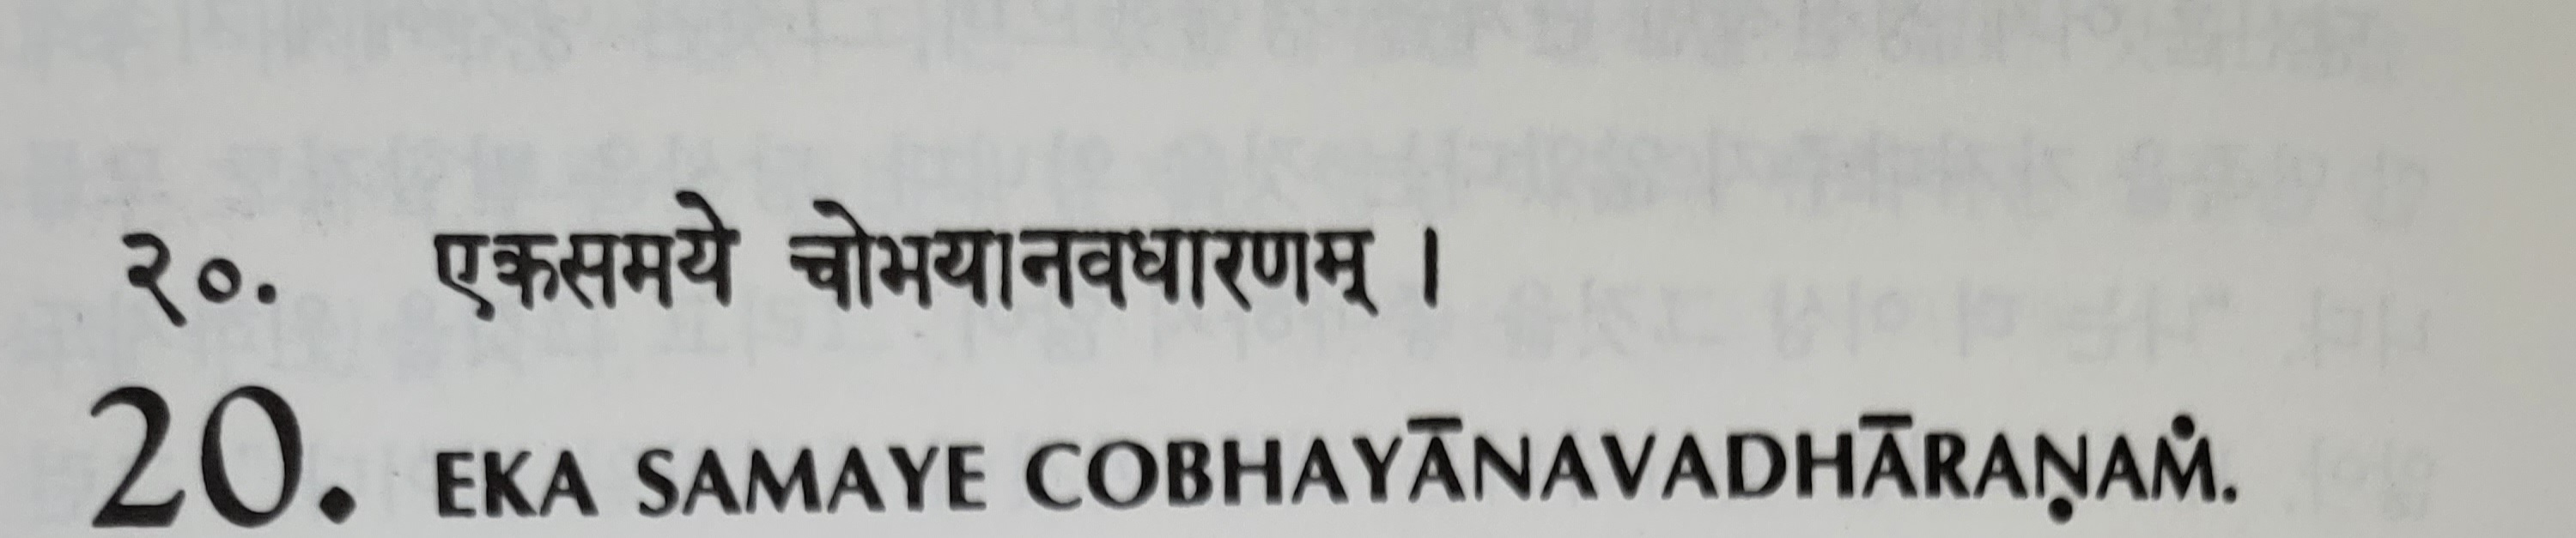 २०. एकसमये चोभयानवधारणम् ।
20. EKA SAMAYE COBHAYĀNAVADHĀRAṆAṀ.